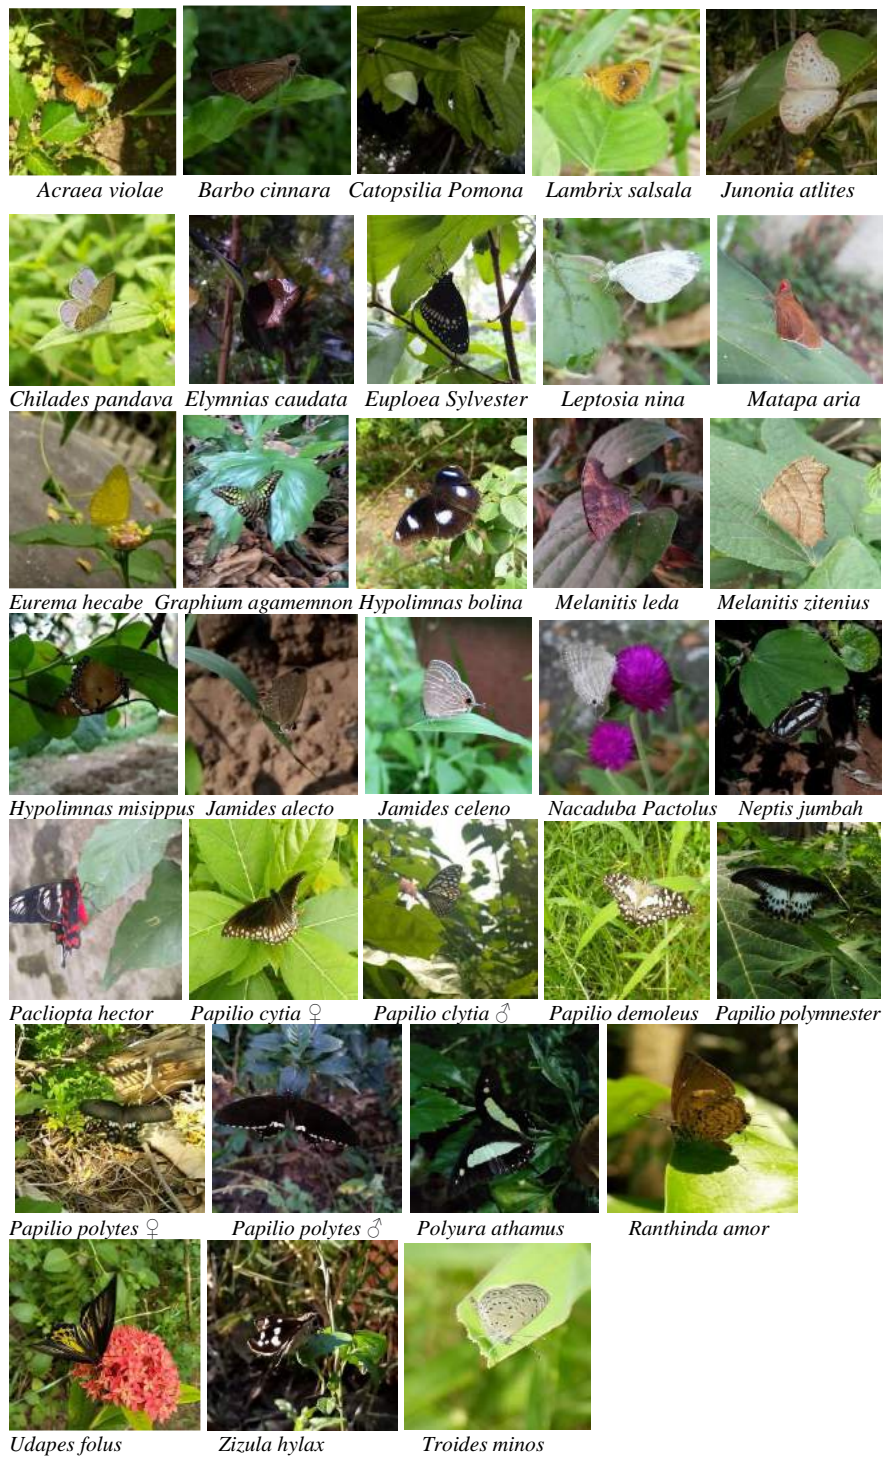 Acraea violae Barbo cinnara Catopsilia Pomona Lambrix salsala Junonia atlites
Chilades pandava Elymnias caudata Euploea Sylvester Leptosia nina Matapa aria
Eurema hecabe Graphium agamemnon Hypolimnas bolina Melanitis leda Melanitis zitenius
Hypolimnas misippus Jamides alecto Jamides celeno Nacaduba Pactolus Neptis jumbah
Pacliopta hector Papilio cytia ♀ Papilio clytia ♂ Papilio demoleus Papilio polymnester
Papilio polytes ♀ Papilio polytes ♂ Polyura athamus Ranthinda amor
Udapes folus Zizula hylax Troides minos